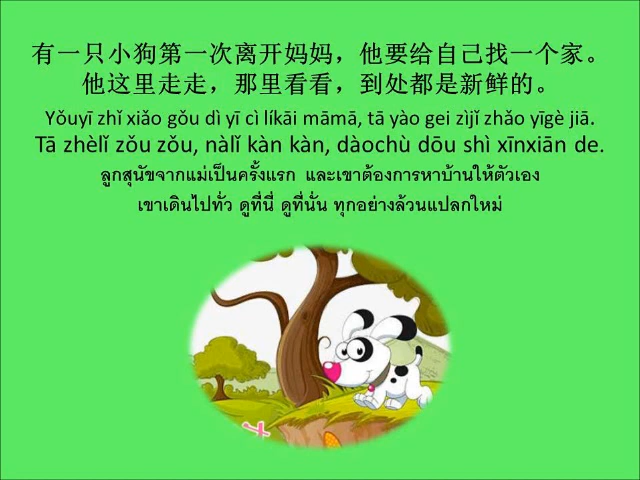 有一只小狗第一次离开妈妈，他要给自己找一个家。
他这里走走，那里看看，到处都是新鲜的。
Yǒuyī zhǐ xiǎo gǒu dì yī cì líkāi māmā, tā yào gei zìjǐ zhǎo yīgè jiā.
Tā zhèlǐ zǒu zǒu, nàlǐ kàn kàn, dàochù dōu shì xīnxiān de.
ลูกสุนัขจากแม่เป็นครั้งแรก และเขาต้องการหาบ้านให้ตัวเอง
เขาเดินไปทั่ว ดูที่นี่ ดูที่นั่น ทุกอย่างล้วนแปลกใหม่